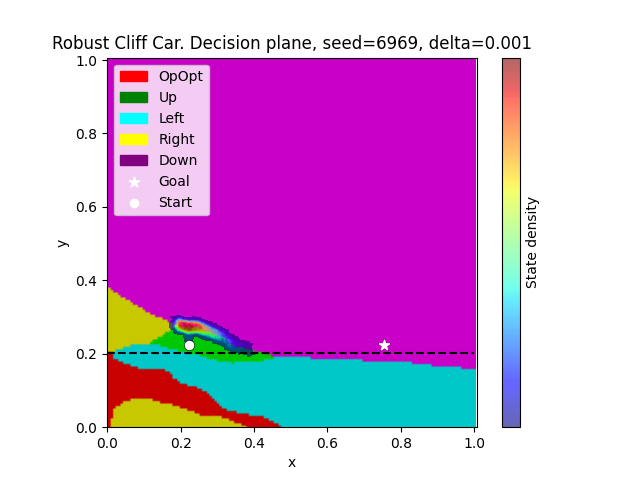 Robust Cliff Car. Decision plane, seed=6969, delta=0.001
OpOpt
Up
Left
Right
Down
Goal
Start
1.0
0.8
0.6
0.4
0.2
0.0
y
0.0 0.2 0.4 0.6 0.8 1.0
x
State density